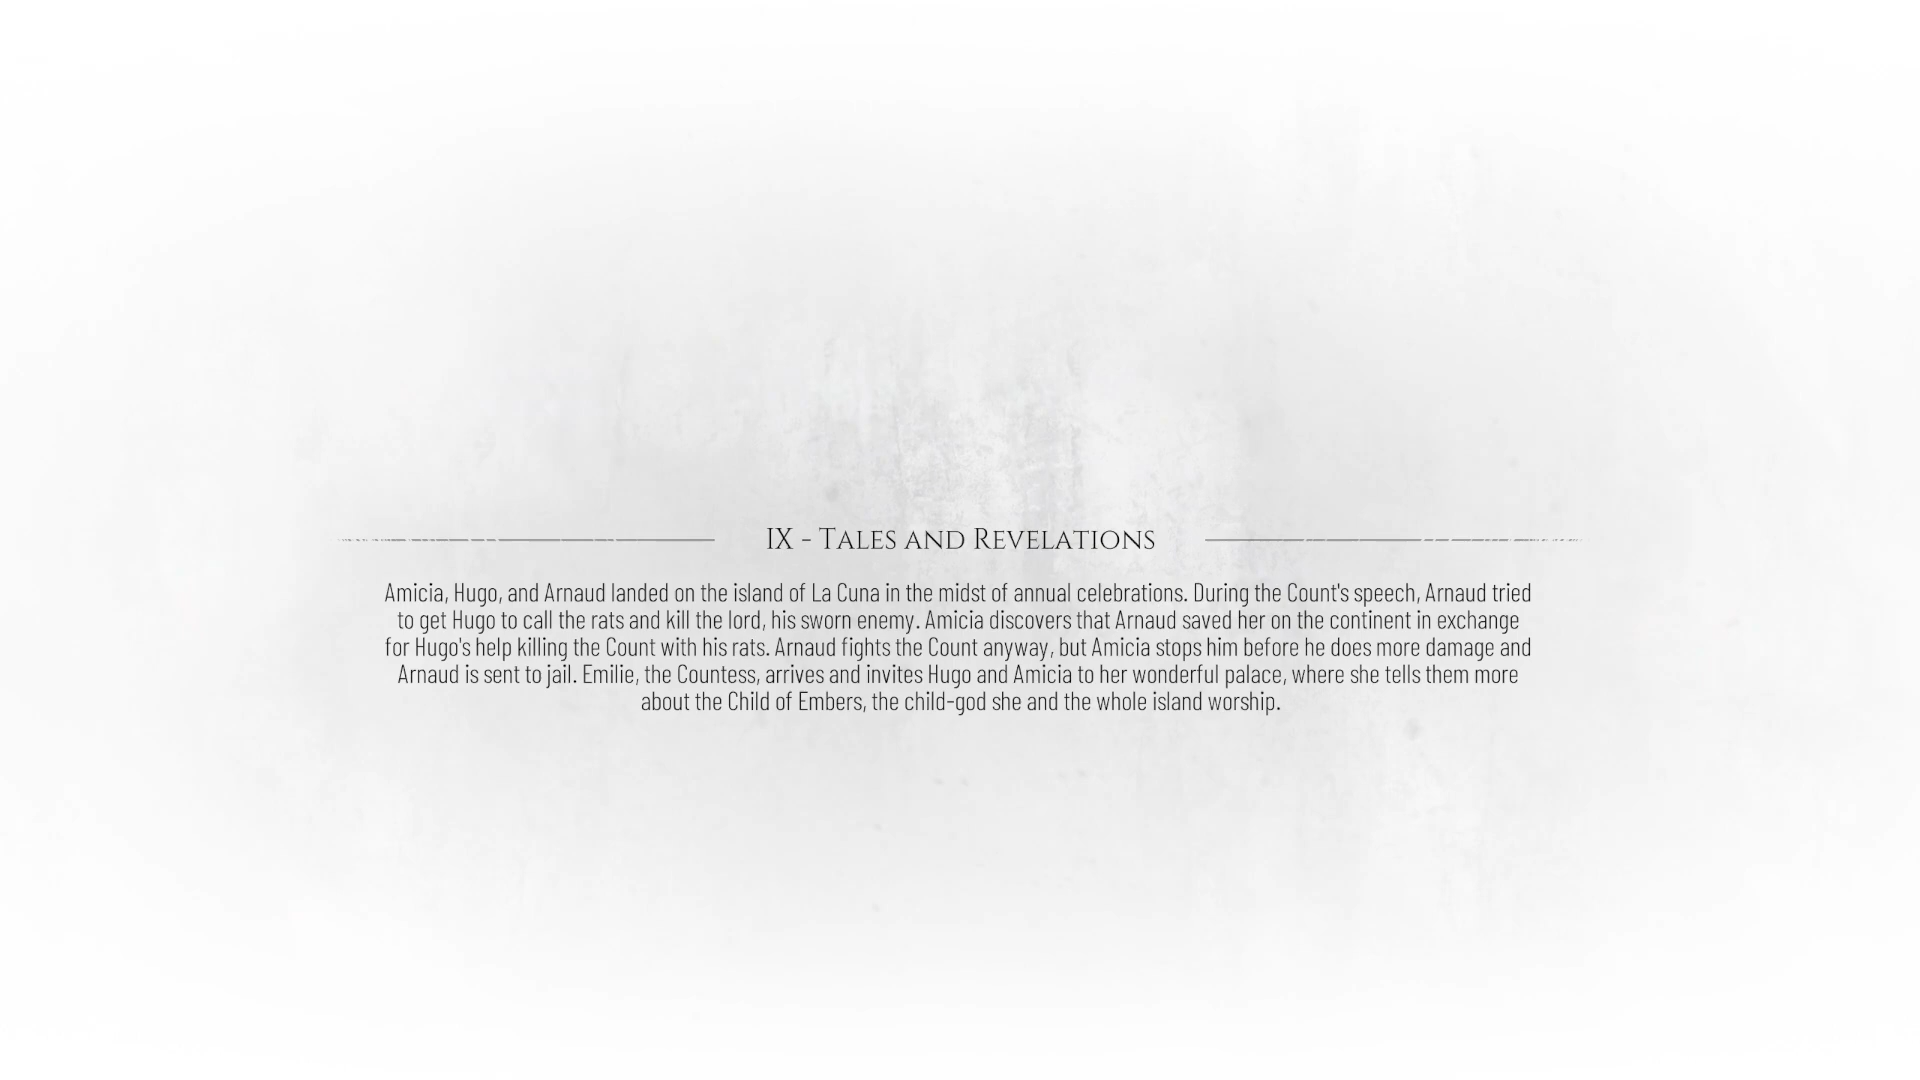 IX - Tales and Revelations
Amicia, Hugo, and Arnaud landed on the island of La Cuna in the midst of annual celebrations. During the Count's speech, Arnaud tried
to get Hugo to call the rats and kill the lord, his sworn enemy. Amicia discovers that Arnaud saved her on the continent in exchange
for Hugo's help killing the Count with his rats. Arnaud fights the Count anyway, but Amicia stops him before he does more damage and
Arnaud is sent to jail. Emilie, the Countess, arrives and invites Hugo and Amicia to her wonderful palace, where she tells them more
about the Child of Embers, the child-god she and the whole island worship.